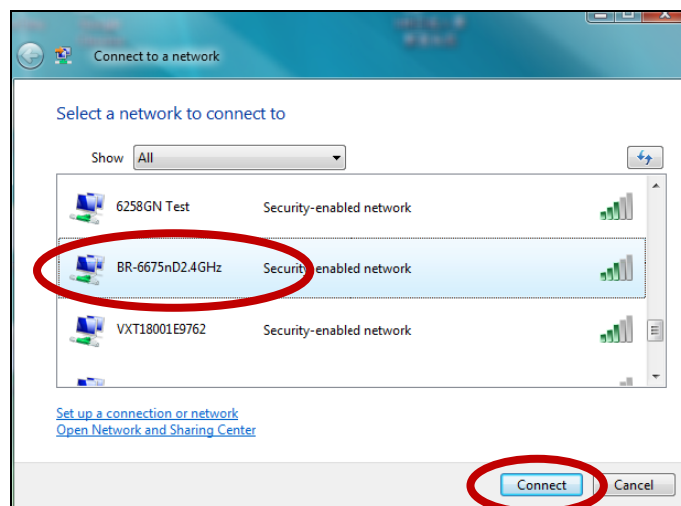 Connect to a network
Select a network to connect to
Show All
6258GN Test Security-enabled network
BR-6675nD2.4GHz Security-enabled network
VXT18001E9762 Security-enabled network
Set up a connection or network
Open Network and Sharing Center
Connect Cancel